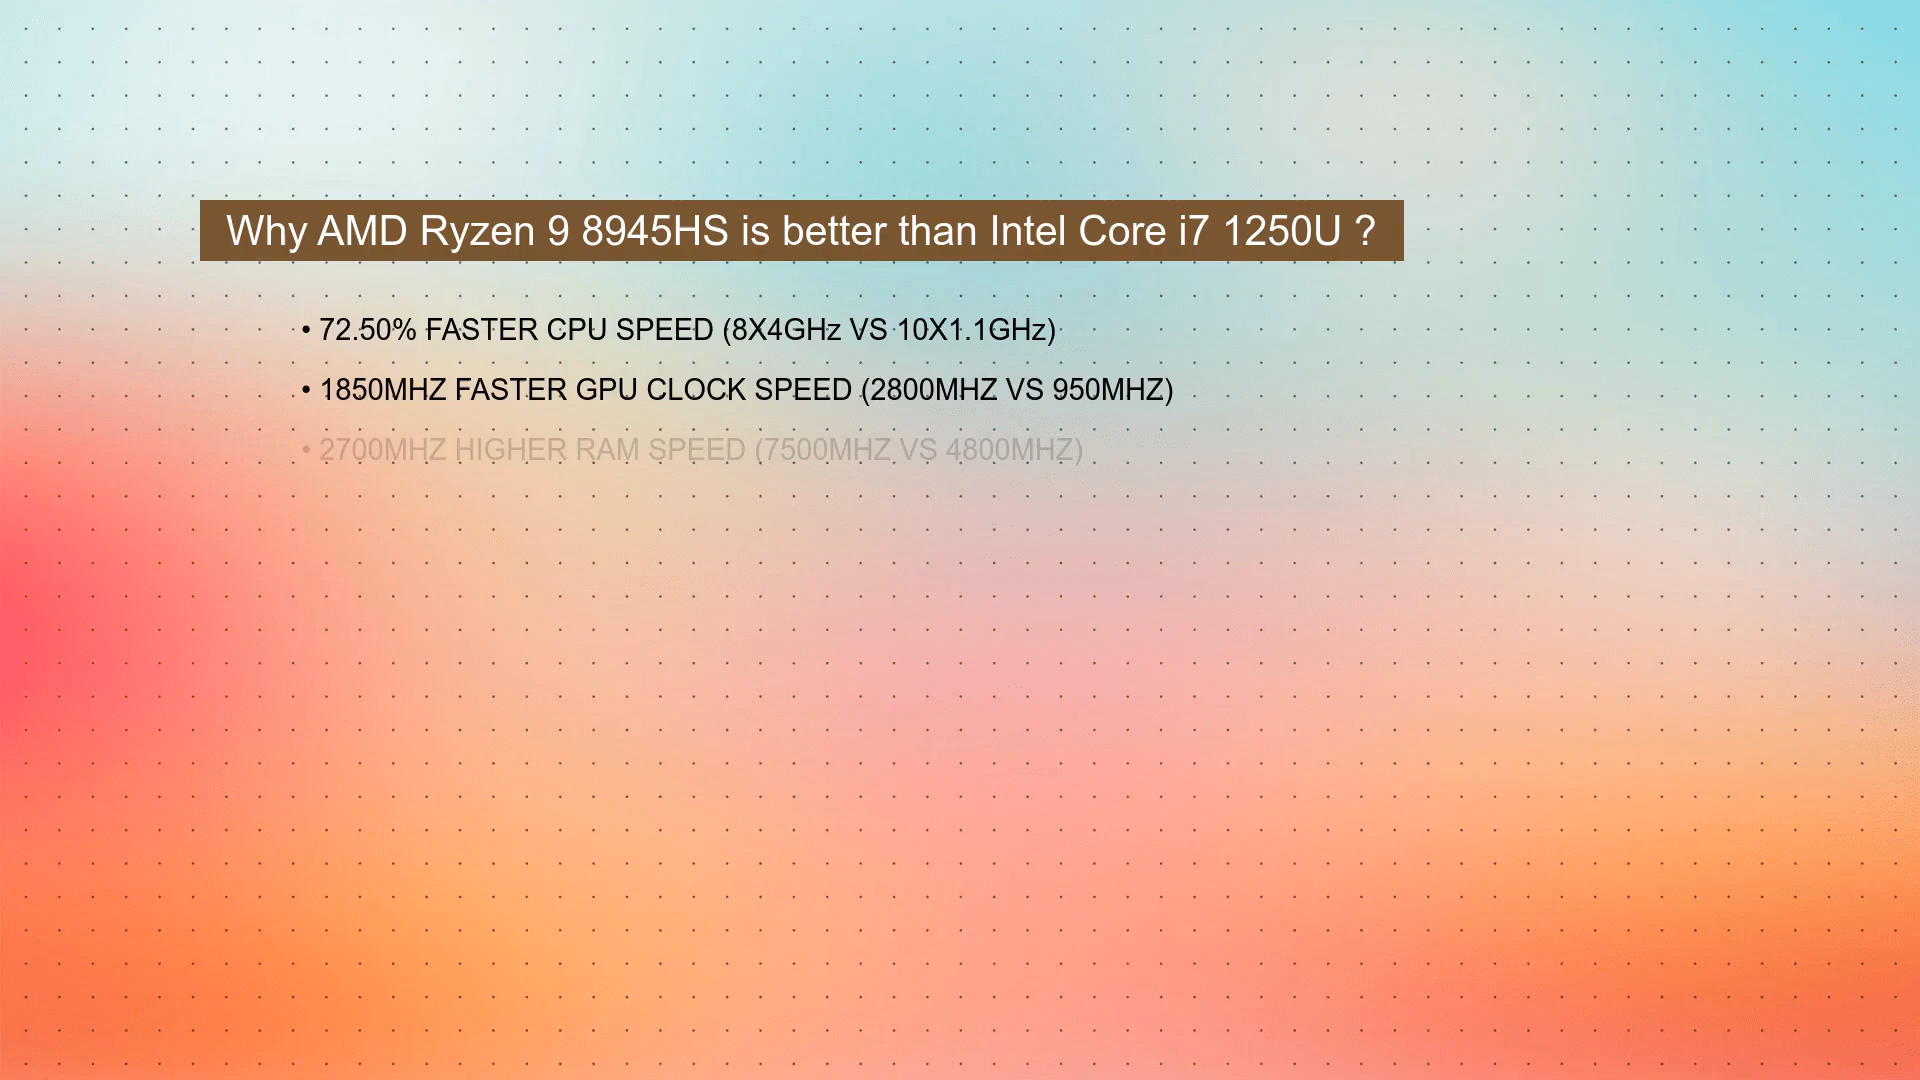 Why AMD Ryzen 9 8945HS is better than Intel Core i7 1250U ?
• 72.50% FASTER CPU SPEED (8X4GHz VS 10X1.1GHz)
• 1850MHZ FASTER GPU CLOCK SPEED (2800MHZ VS 950MHZ)
• 2700MHZ HIGHER RAM SPEED (7500MHZ VS 4800MHZ)